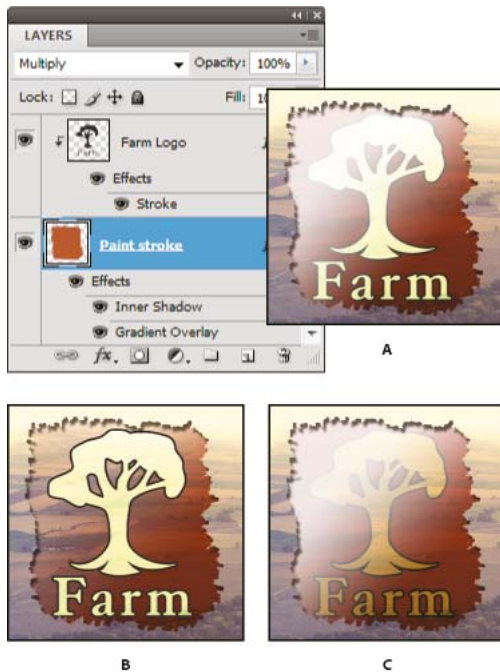 LAYERS
Multiply Opacity: 100%
Lock: Fill:
Farm Logo
Effects
Stroke
Paint stroke
Effects
Inner Shadow
Gradient Overlay
Farm
A
Farm
B
Farm
C